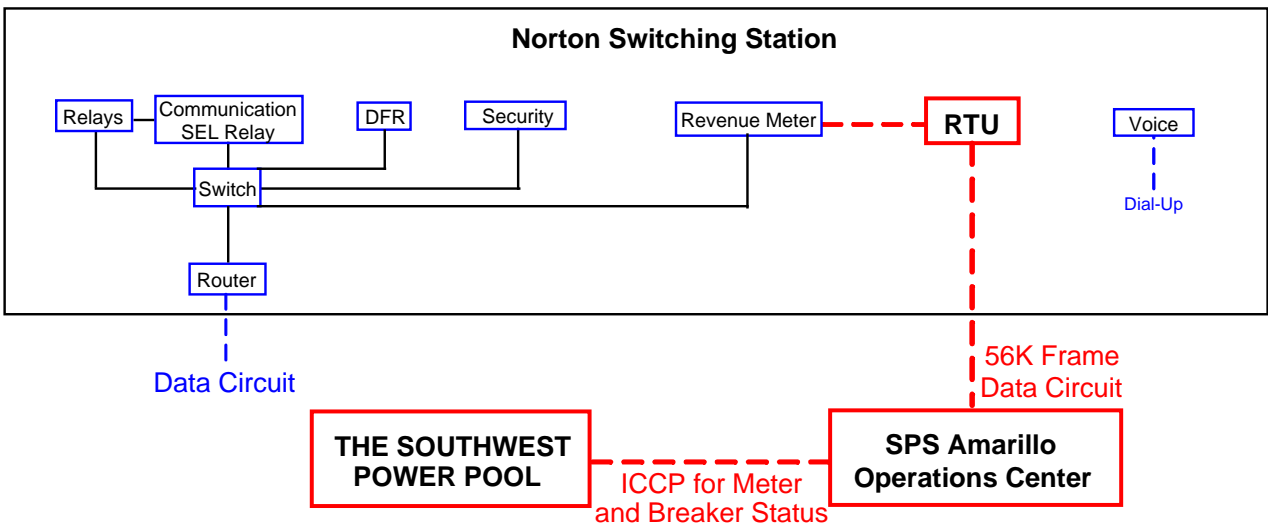 Norton Switching Station
Relays
Communication
SEL Relay
DFR
Security
Revenue Meter
RTU
Voice
Switch
Dial-Up
Router
Data Circuit
56K Frame
Data Circuit
THE SOUTHWEST
POWER POOL
ICCP for Meter
and Breaker Status
SPS Amarillo
Operations Center